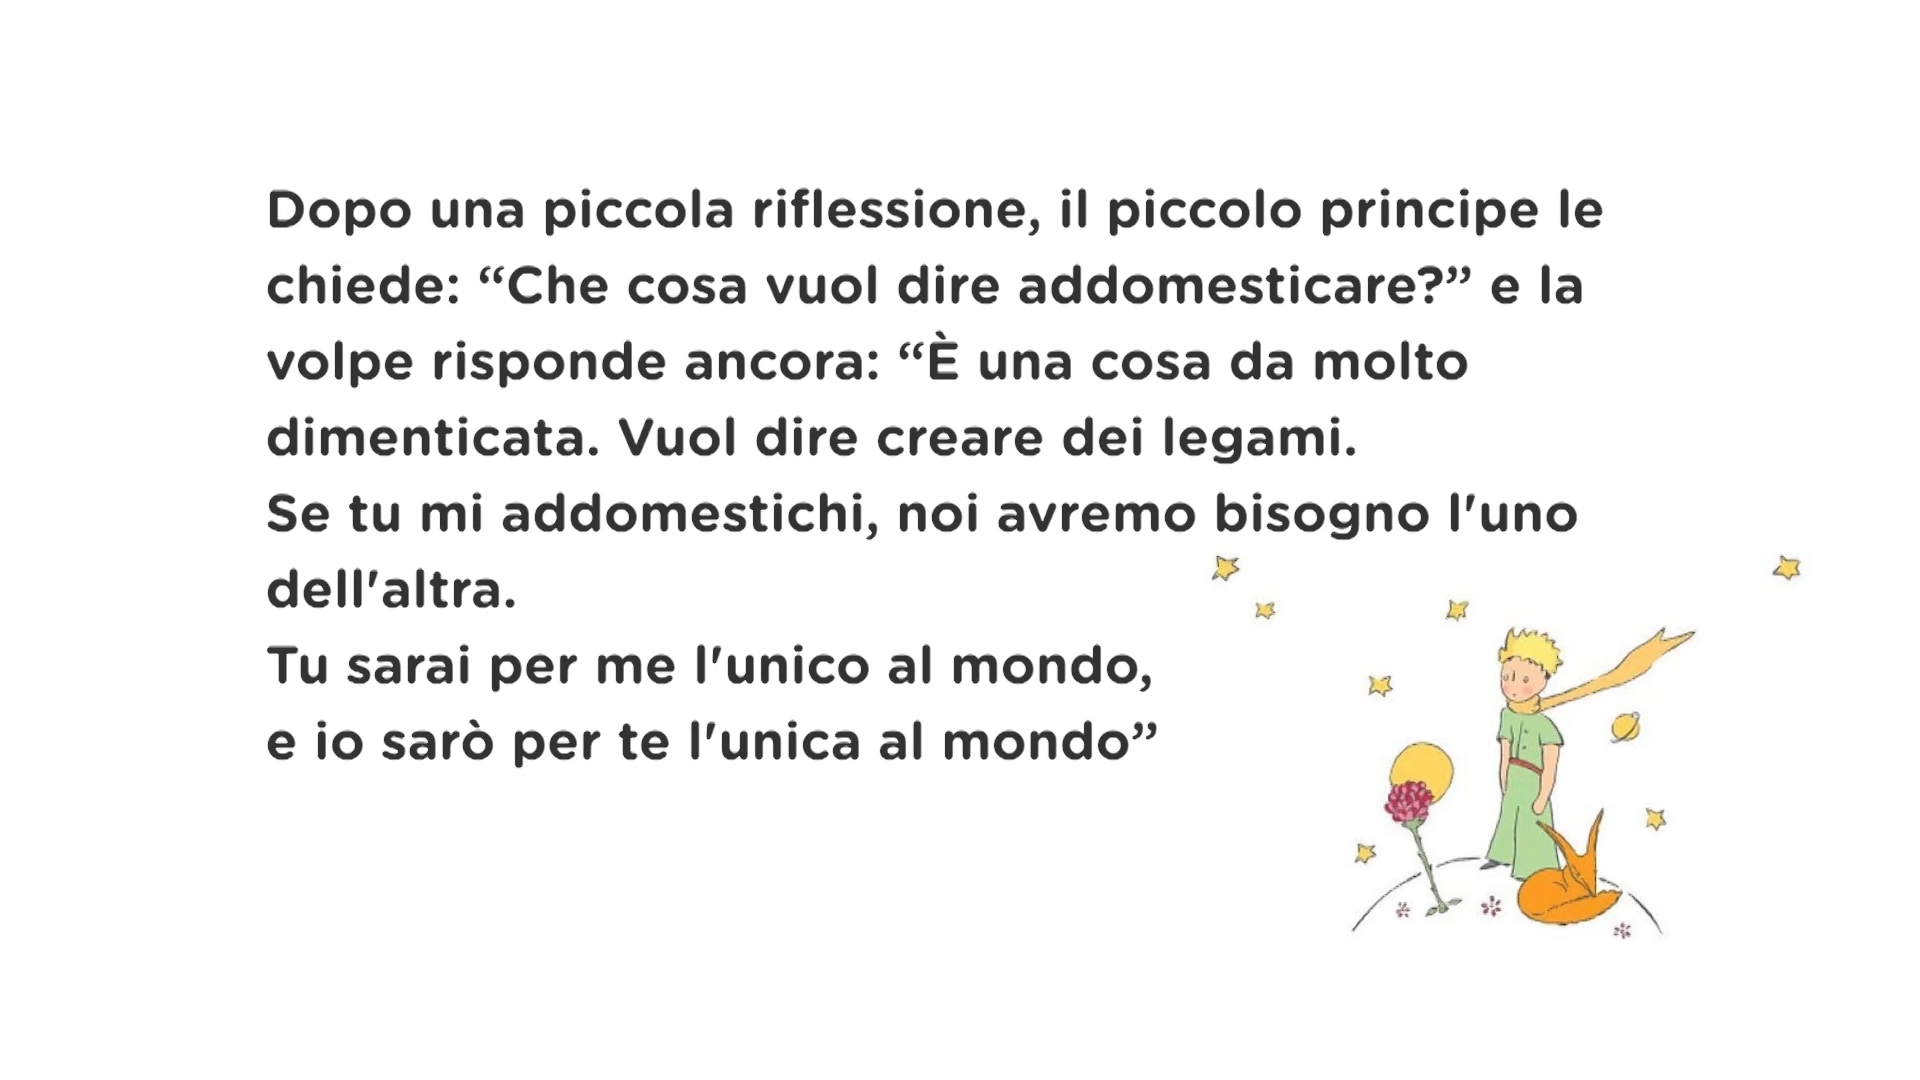 Dopo una piccola riflessione, il piccolo principe le
chiede: “Che cosa vuol dire addomesticare?” e la
volpe risponde ancora: “È una cosa da molto
dimenticata. Vuol dire creare dei legami.
Se tu mi addomestichi, noi avremo bisogno l'uno
dell'altra.
Tu sarai per me l'unico al mondo,
e io sarò per te l'unica al mondo”